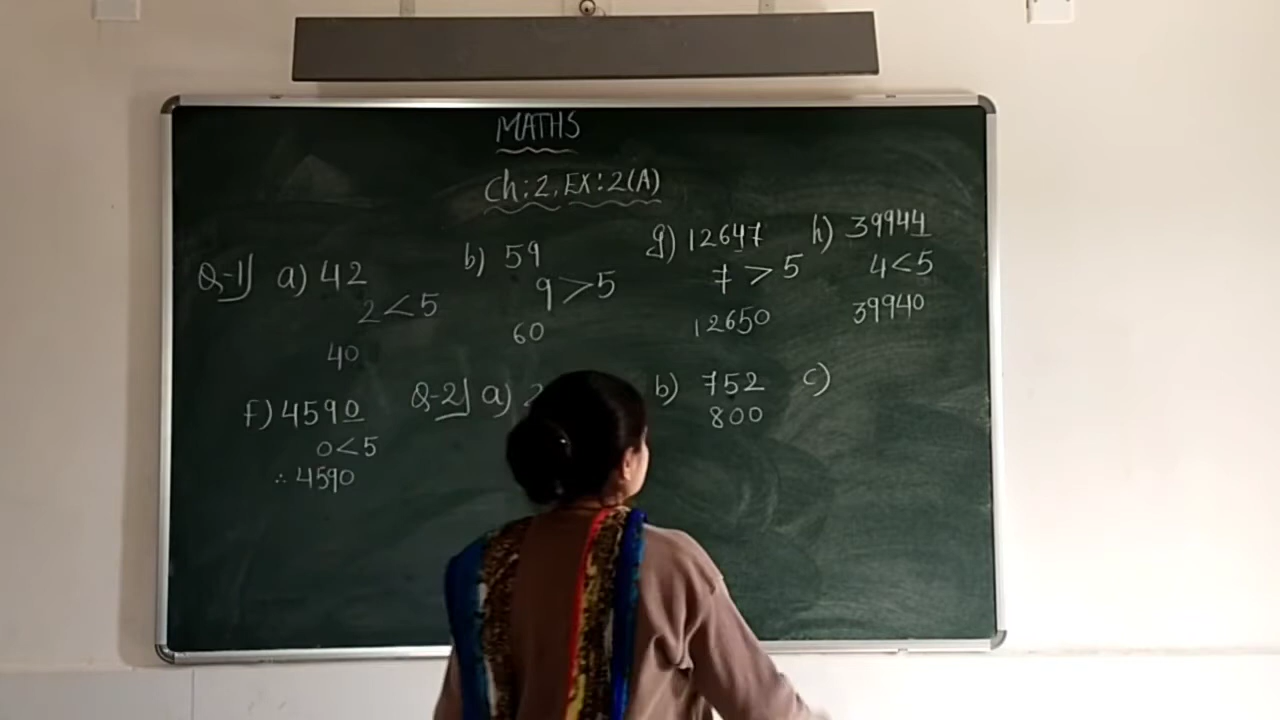 MATHS
Ch:2, EX:2(A)
Q-1] a) 42
2<5
40
b) 59
9>5
60
g) 12647
7 > 5
12650
h) 39944
4<5
39940
f) 4590
0<5
∴ 4590
Q-2] a) 2
b) 752
800
c)